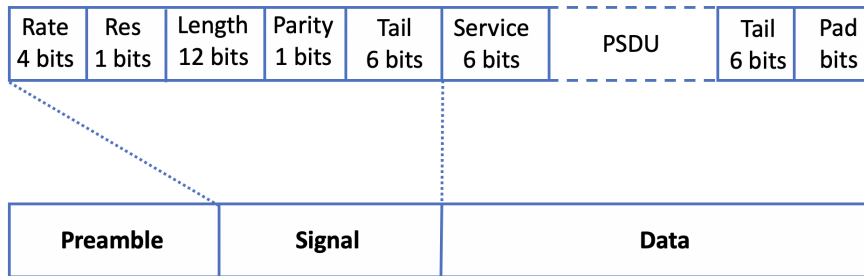 Rate Res Length Parity Tail Service PSDU Tail Pad
4 bits 1 bits 12 bits 1 bits 6 bits 6 bits 6 bits bits
Preamble Signal Data